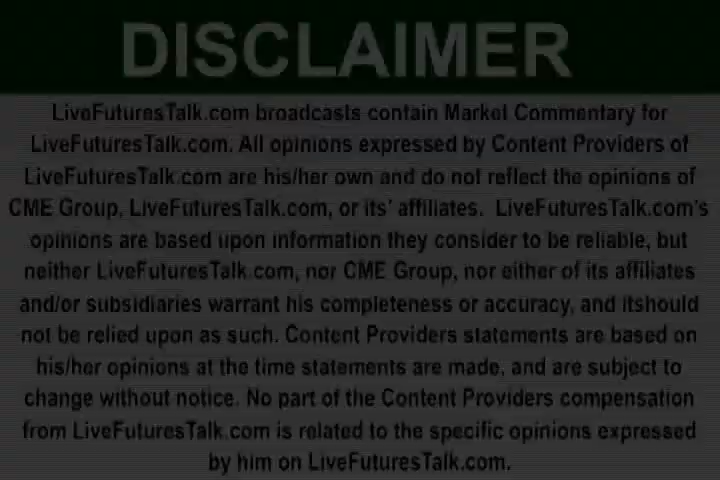 DISCLAIMER
LiveFuturesTalk.com broadcasts contain Market Commentary for
LiveFuturesTalk.com. All opinions expressed by Content Providers of
LiveFuturesTalk.com are his/her own and do not reflect the opinions of
CME Group, LiveFuturesTalk.com, or its' affiliates. LiveFuturesTalk.com's
opinions are based upon information they consider to be reliable, but
neither LiveFuturesTalk.com, nor CME Group, nor either of its affiliates
and/or subsidiaries warrant his completeness or accuracy, and itshould
not be relied upon as such. Content Providers statements are based on
his/her opinions at the time statements are made, and are subject to
change without notice. No part of the Content Providers compensation
from LiveFuturesTalk.com is related to the specific opinions expressed
by him on LiveFuturesTalk.com.